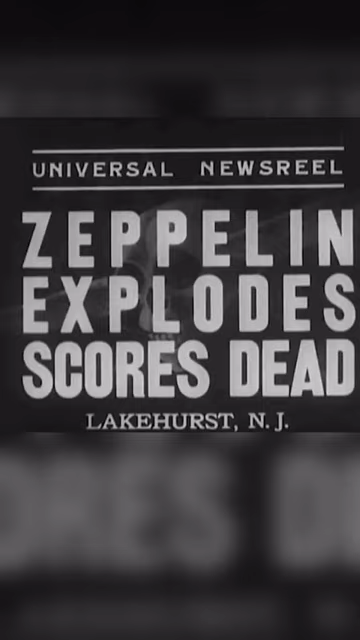 UNIVERSAL NEWSREEL
ZEPPELIN
EXPLODES
SCORES DEAD
LAKEHURST, N. J.